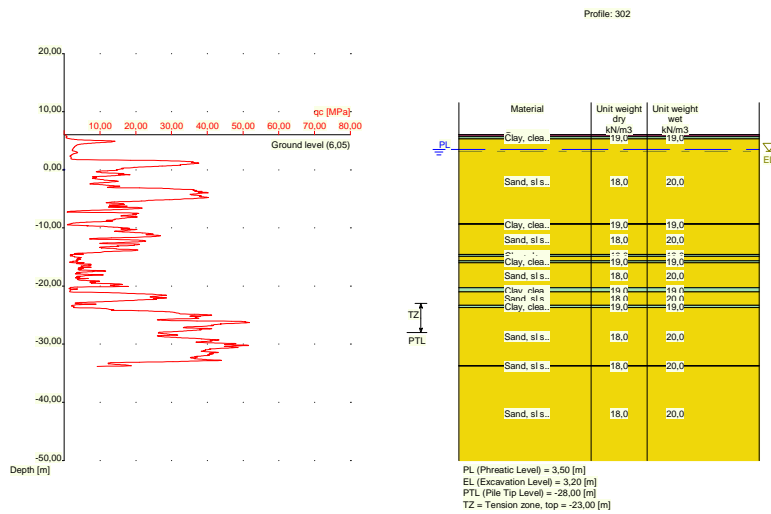 Profile: 302
20,00
10,00
0,00
-10,00
-20,00
-30,00
-40,00
-50,00
Depth [m]
qc [MPa]
10,00 20,00 30,00 40,00 50,00 60,00 70,00 80,00
Ground level (6,05)
TZ
PTL
PL
EL
Material Unit weight dry kN/m3 Unit weight wet kN/m3
Clay, clea.. 19,0 19,0
Sand, sl s.. 18,0 20,0
Clay, clea.. 19,0 19,0
Sand, sl s.. 18,0 20,0
Clay, clea.. 19,0 19,0
Sand, sl s.. 18,0 20,0
Clay, clea.. 19,0 19,0
Sand, sl s.. 18,0 20,0
Clay, clea.. 19,0 19,0
Sand, sl s.. 18,0 20,0
Sand, sl s.. 18,0 20,0
Sand, sl s.. 18,0 20,0
PL (Phreatic Level) = 3,50 [m]
EL (Excavation Level) = 3,20 [m]
PTL (Pile Tip Level) = -28,00 [m]
TZ = Tension zone, top = -23,00 [m]